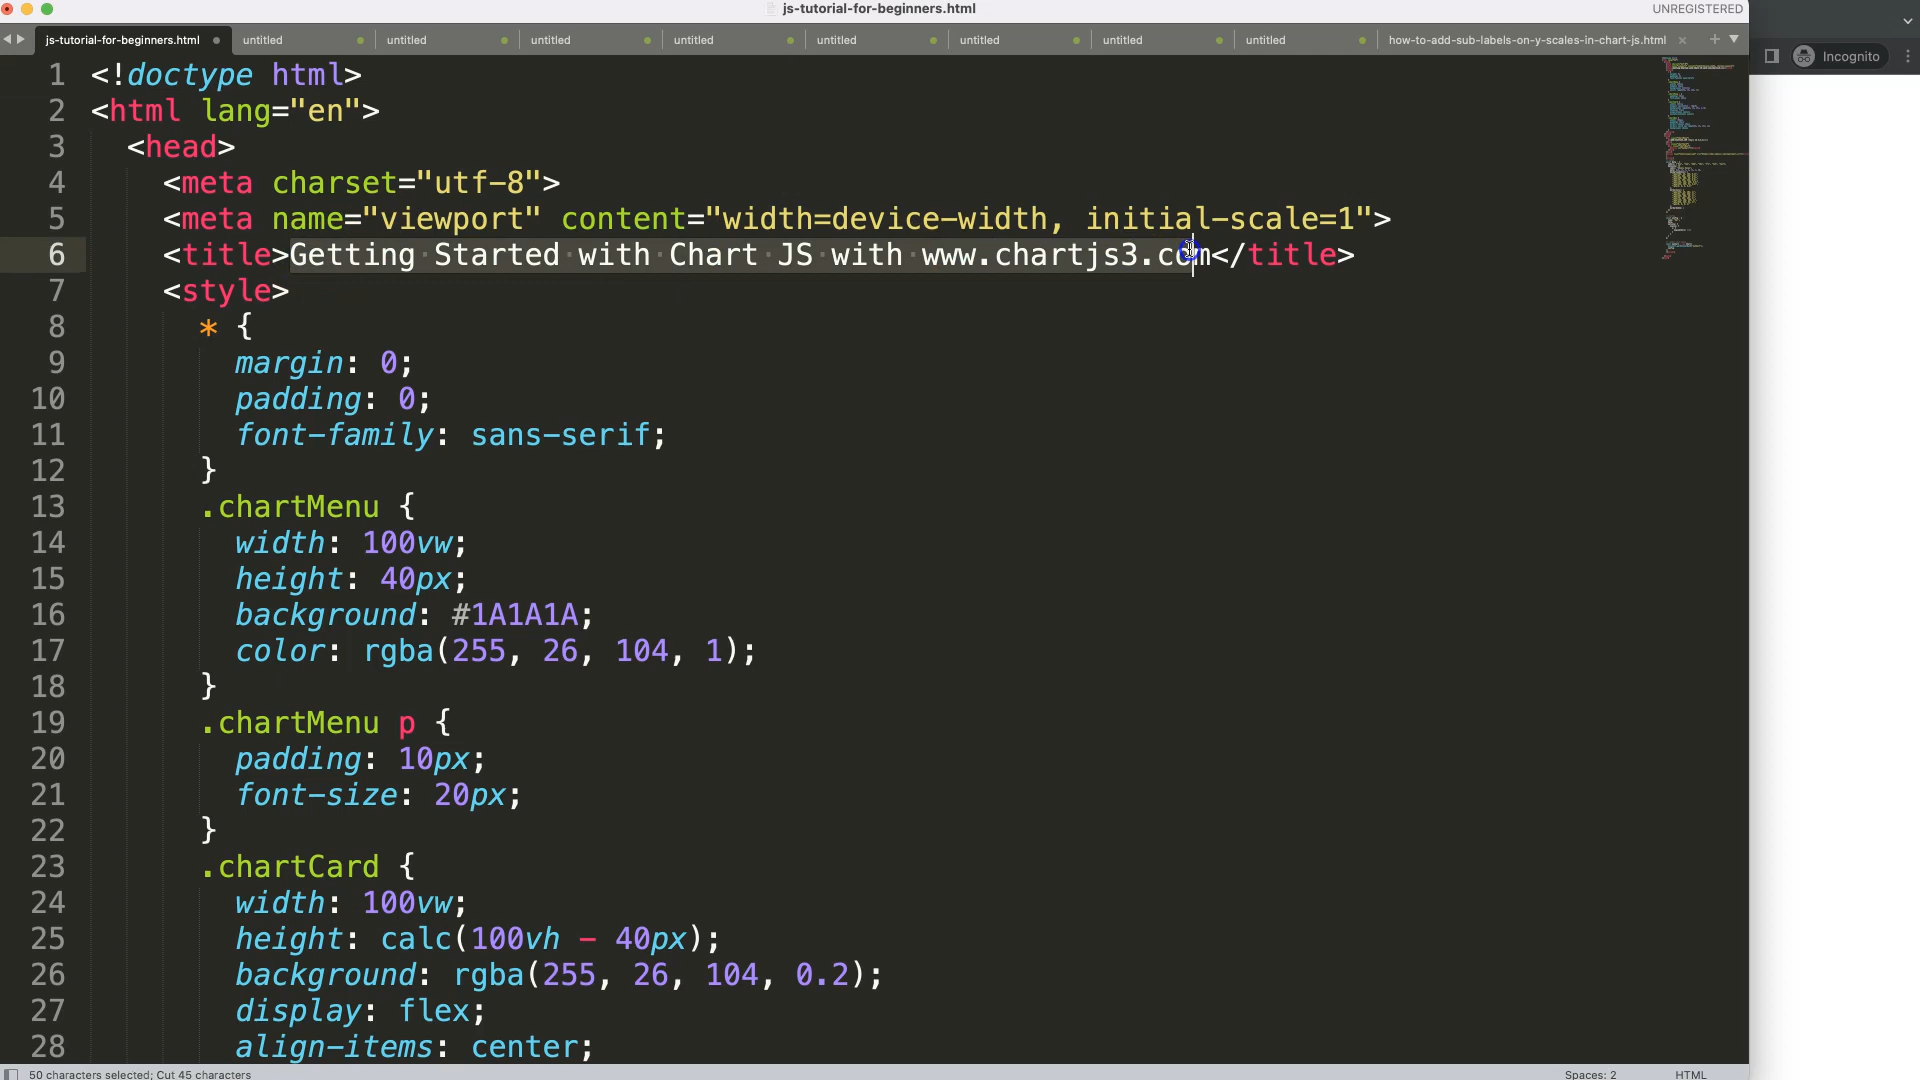 js-tutorial-for-beginners.html
UNREGISTERED
js-tutorial-for-beginners.html untitled untitled untitled untitled untitled untitled untitled untitled how-to-add-sub-labels-on-y-scales-in-chart-js.html
Incognito
1 <!doctype html>
2 <html lang="en">
3 <head>
4 <meta charset="utf-8">
5 <meta name="viewport" content="width=device-width, initial-scale=1">
6 <title>Getting Started with Chart JS with www.chartjs3.com</title>
7 <style>
8 * {
9 margin: 0;
10 padding: 0;
11 font-family: sans-serif;
12 }
13 .chartMenu {
14 width: 100vw;
15 height: 40px;
16 background: #1A1A1A;
17 color: rgba(255, 26, 104, 1);
18 }
19 .chartMenu p {
20 padding: 10px;
21 font-size: 20px;
22 }
23 .chartCard {
24 width: 100vw;
25 height: calc(100vh - 40px);
26 background: rgba(255, 26, 104, 0.2);
27 display: flex;
28 align-items: center;
50 characters selected; Cut 45 characters
Spaces: 2
HTML